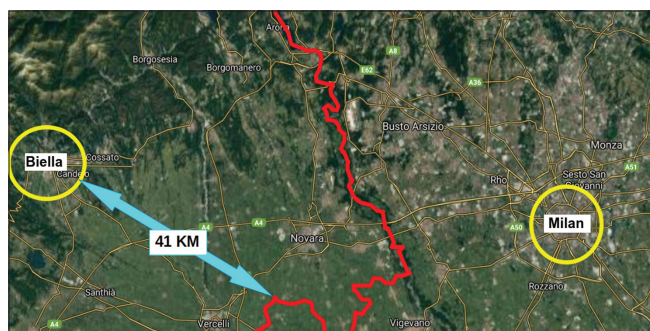 Arona
A8
Borgosesia
Borgomanero
E62
A36
Busto Arsizio
Monza
Biella
Cossato
A51
Candelo
Rho
Sesto San
Giovanni
A4
A4
41 KM
Novara
A50
Milan
Santhià
Rozzano
A4
Vercelli
Vigevano